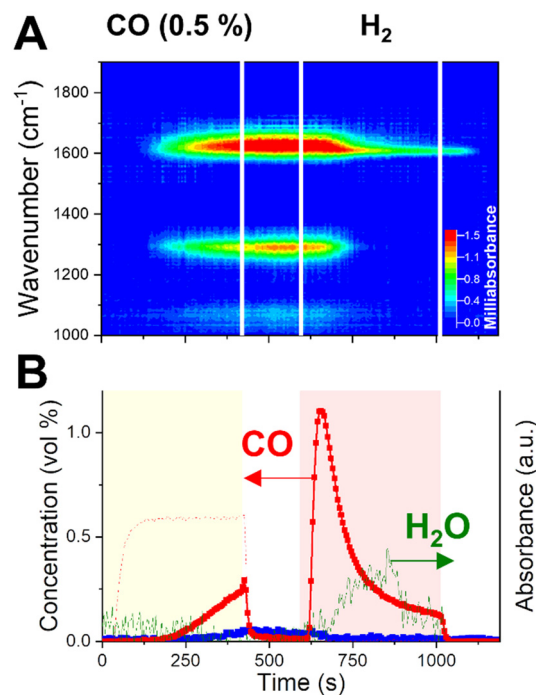 A
CO (0.5 %)
H₂
Wavenumber (cm⁻¹)
1800
1600
1400
1200
1000
1.5
1.1
0.8
0.4
0.0
Milliabsorbance
B
Concentration (vol %)
1.0
0.5
0.0
CO
H₂O
Absorbance (a.u.)
0
250
500
750
1000
Time (s)